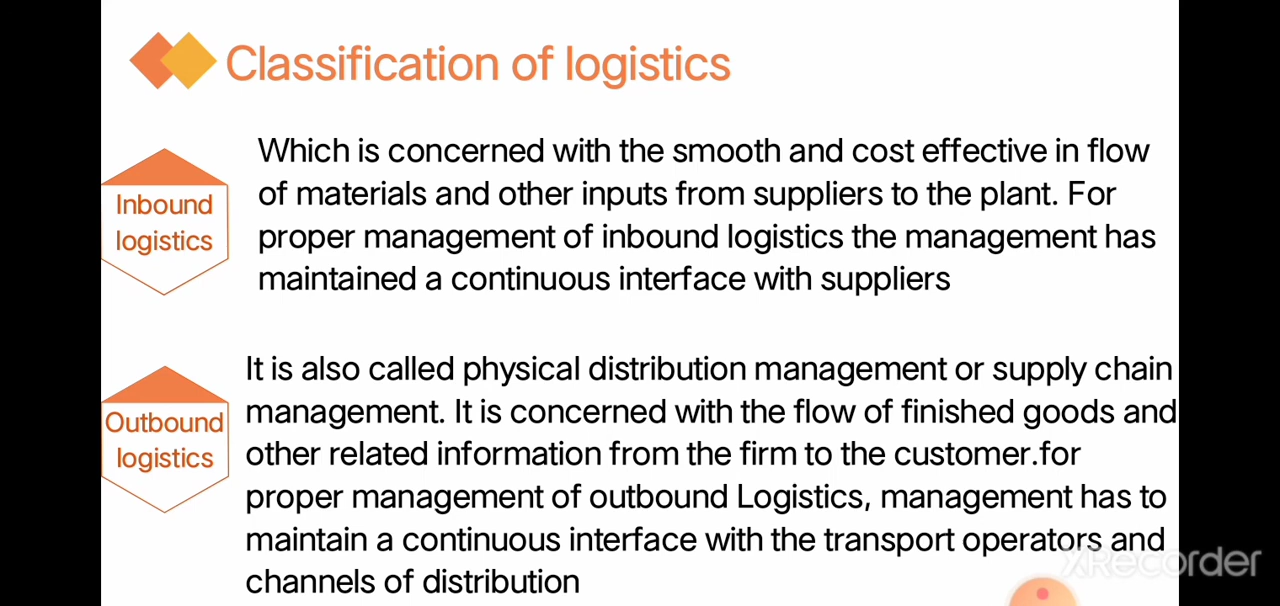 Classification of logistics
Inbound
logistics
Which is concerned with the smooth and cost effective in flow
of materials and other inputs from suppliers to the plant. For
proper management of inbound logistics the management has
maintained a continuous interface with suppliers
Outbound
logistics
It is also called physical distribution management or supply chain
management. It is concerned with the flow of finished goods and
other related information from the firm to the customer.for
proper management of outbound Logistics, management has to
maintain a continuous interface with the transport operators and
channels of distribution
XRecorder